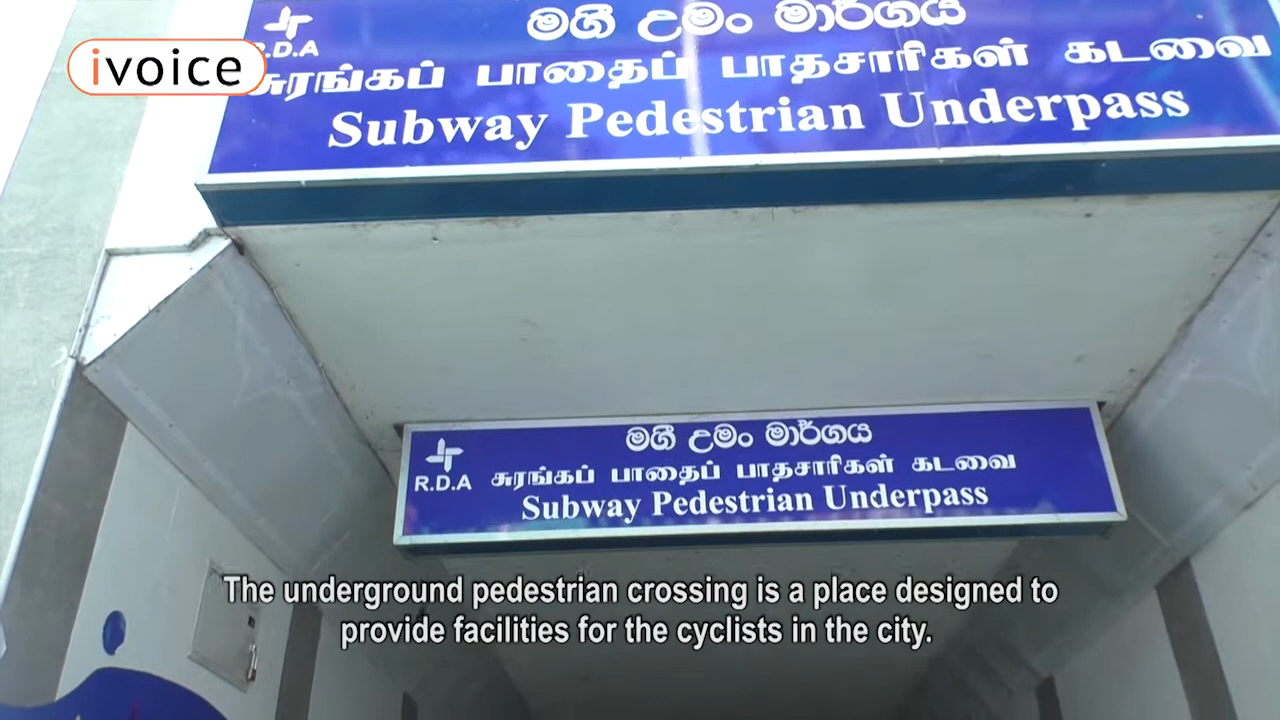 ivoice
R.D.A
මගී උමං මාර්ගය
சுரங்கப் பாதைப் பாதசாரிகள் கடவை
Subway Pedestrian Underpass
මගී උමං මාර්ගය
R.D.A
சுரங்கப் பாதைப் பாதசாரிகள் கடவை
Subway Pedestrian Underpass
The underground pedestrian crossing is a place designed to
provide facilities for the cyclists in the city.